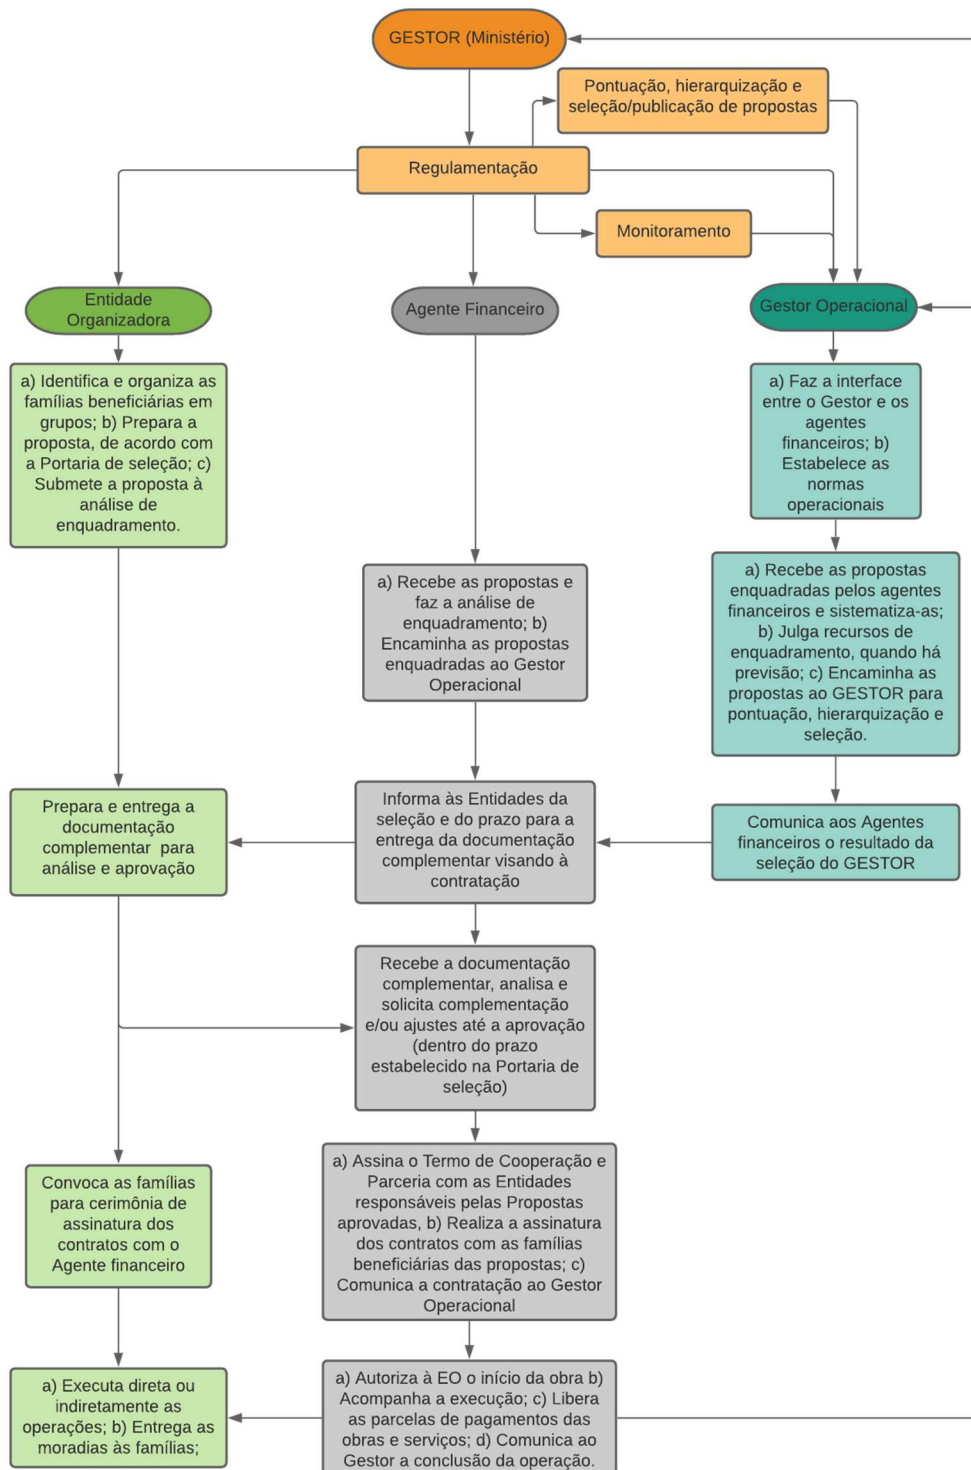 GESTOR (Ministério)
Pontuação, hierarquização e
seleção/publicação de propostas
Regulamentação
Monitoramento
Entidade
Organizadora
Agente Financeiro
Gestor Operacional
a) Identifica e organiza as
famílias beneficiárias em
grupos; b) Prepara a
proposta, de acordo com
a Portaria de seleção; c)
Submete a proposta à
análise de
enquadramento.
a) Faz a interface
entre o Gestor e os
agentes
financeiros; b)
Estabelece as
normas
operacionais
a) Recebe as propostas e
faz a análise de
enquadramento; b)
Encaminha as propostas
enquadradas ao Gestor
Operacional
a) Recebe as propostas
enquadradas pelos agentes
financeiros e sistematiza-as;
b) Julga recursos de
enquadramento, quando há
previsão; c) Encaminha as
propostas ao GESTOR para
pontuação, hierarquização e
seleção.
Prepara e entrega a
documentação
complementar para
análise e aprovação
Informa às Entidades da
seleção e do prazo para a
entrega da documentação
complementar visando à
contratação
Comunica aos Agentes
financeiros o resultado da
seleção do GESTOR
Recebe a documentação
complementar, analisa e
solicita complementação
e/ou ajustes até a aprovação
(dentro do prazo
estabelecido na Portaria de
seleção)
Convoca as famílias
para cerimônia de
assinatura dos
contratos com o
Agente financeiro
a) Assina o Termo de Cooperação e
Parceria com as Entidades
responsáveis pelas Propostas
aprovadas, b) Realiza a assinatura
dos contratos com as famílias
beneficiárias das propostas; c)
Comunica a contratação ao Gestor
Operacional
a) Executa direta ou
indiretamente as
operações; b) Entrega as
moradias às famílias;
a) Autoriza à EO o início da obra b)
Acompanha a execução; c) Libera
as parcelas de pagamentos das
obras e serviços; d) Comunica ao
Gestor a conclusão da operação.